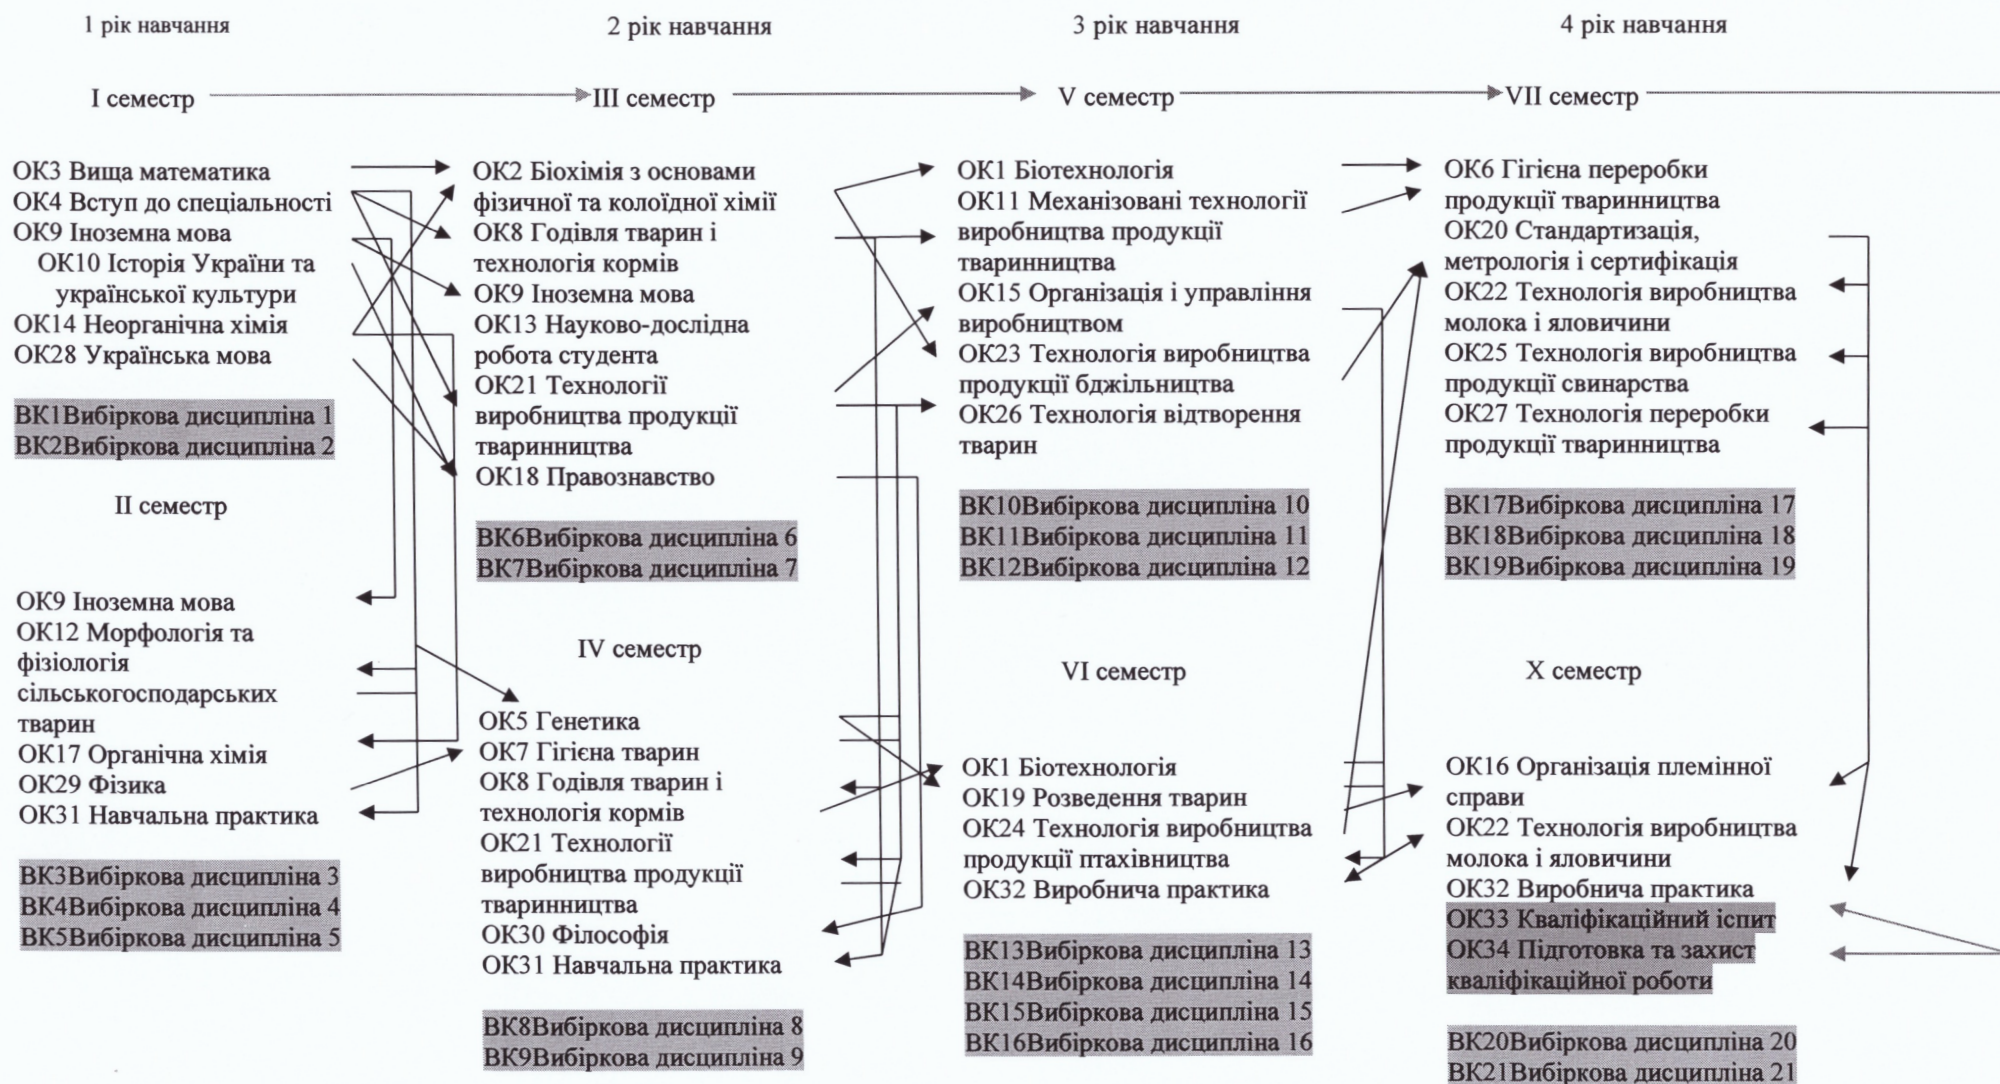 1 рік навчання
І семестр
ОК3 Вища математика
ОК4 Вступ до спеціальності
ОК9 Іноземна мова
ОК10 Історія України та
української культури
ОК14 Неорганічна хімія
ОК28 Українська мова
ВК1Вибіркова дисципліна 1
ВК2Вибіркова дисципліна 2
ІІ семестр
ОК9 Іноземна мова
ОК12 Морфологія та
фізіологія
сільськогосподарських
тварин
ОК17 Органічна хімія
ОК29 Фізика
ОК31 Навчальна практика
ВК3Вибіркова дисципліна 3
ВК4Вибіркова дисципліна 4
ВК5Вибіркова дисципліна 5
2 рік навчання
ІІІ семестр
ОК2 Біохімія з основами
фізичної та колоїдної хімії
ОК8 Годівля тварин і
технологія кормів
ОК9 Іноземна мова
ОК13 Науково-дослідна
робота студента
ОК21 Технології
виробництва продукції
тваринництва
ОК18 Правознавство
ВК6Вибіркова дисципліна 6
ВК7Вибіркова дисципліна 7
IV семестр
ОК5 Генетика
ОК7 Гігієна тварин
ОК8 Годівля тварин і
технологія кормів
ОК21 Технології
виробництва продукції
тваринництва
ОК30 Філософія
ОК31 Навчальна практика
ВК8Вибіркова дисципліна 8
ВК9Вибіркова дисципліна 9
3 рік навчання
V семестр
ОК1 Біотехнологія
ОК11 Механізовані технології
виробництва продукції
тваринництва
ОК15 Організація і управління
виробництвом
ОК23 Технологія виробництва
продукції бджільництва
ОК26 Технологія відтворення
тварин
ВК10Вибіркова дисципліна 10
ВК11Вибіркова дисципліна 11
ВК12Вибіркова дисципліна 12
VI семестр
ОК1 Біотехнологія
ОК19 Розведення тварин
ОК24 Технологія виробництва
продукції птахівництва
ОК32 Виробнича практика
ВК13Вибіркова дисципліна 13
ВК14Вибіркова дисципліна 14
ВК15Вибіркова дисципліна 15
ВК16Вибіркова дисципліна 16
4 рік навчання
VII семестр
ОК6 Гігієна переробки
продукції тваринництва
ОК20 Стандартизація,
метрологія і сертифікація
ОК22 Технологія виробництва
молока і яловичини
ОК25 Технологія виробництва
продукції свинарства
ОК27 Технологія переробки
продукції тваринництва
ВК17Вибіркова дисципліна 17
ВК18Вибіркова дисципліна 18
ВК19Вибіркова дисципліна 19
X семестр
ОК16 Організація племінної
справи
ОК22 Технологія виробництва
молока і яловичини
ОК32 Виробнича практика
ОК33 Кваліфікаційний іспит
ОК34 Підготовка та захист
кваліфікаційної роботи
ВК20Вибіркова дисципліна 20
ВК21Вибіркова дисципліна 21